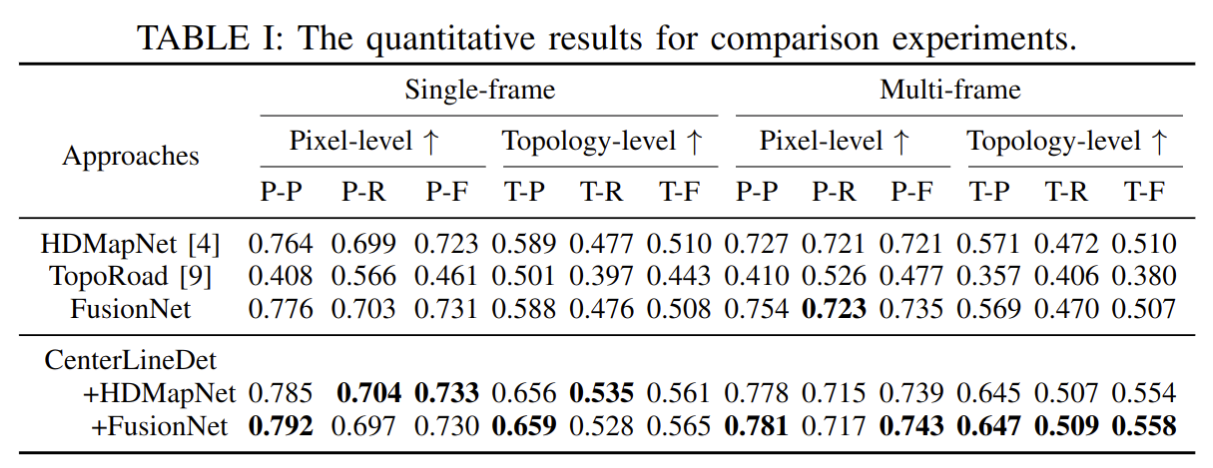 TABLE I: The quantitative results for comparison experiments.
Single-frame Multi-frame
Approaches Pixel-level ↑ Topology-level ↑ Pixel-level ↑ Topology-level ↑
P-P P-R P-F T-P T-R T-F P-P P-R P-F T-P T-R T-F
HDMapNet [4] 0.764 0.699 0.723 0.589 0.477 0.510 0.727 0.721 0.721 0.571 0.472 0.510
TopoRoad [9] 0.408 0.566 0.461 0.501 0.397 0.443 0.410 0.526 0.477 0.357 0.406 0.380
FusionNet 0.776 0.703 0.731 0.588 0.476 0.508 0.754 0.723 0.735 0.569 0.470 0.507
CenterLineDet
+HDMapNet 0.785 0.704 0.733 0.656 0.535 0.561 0.778 0.715 0.739 0.645 0.507 0.554
+FusionNet 0.792 0.697 0.730 0.659 0.528 0.565 0.781 0.717 0.743 0.647 0.509 0.558